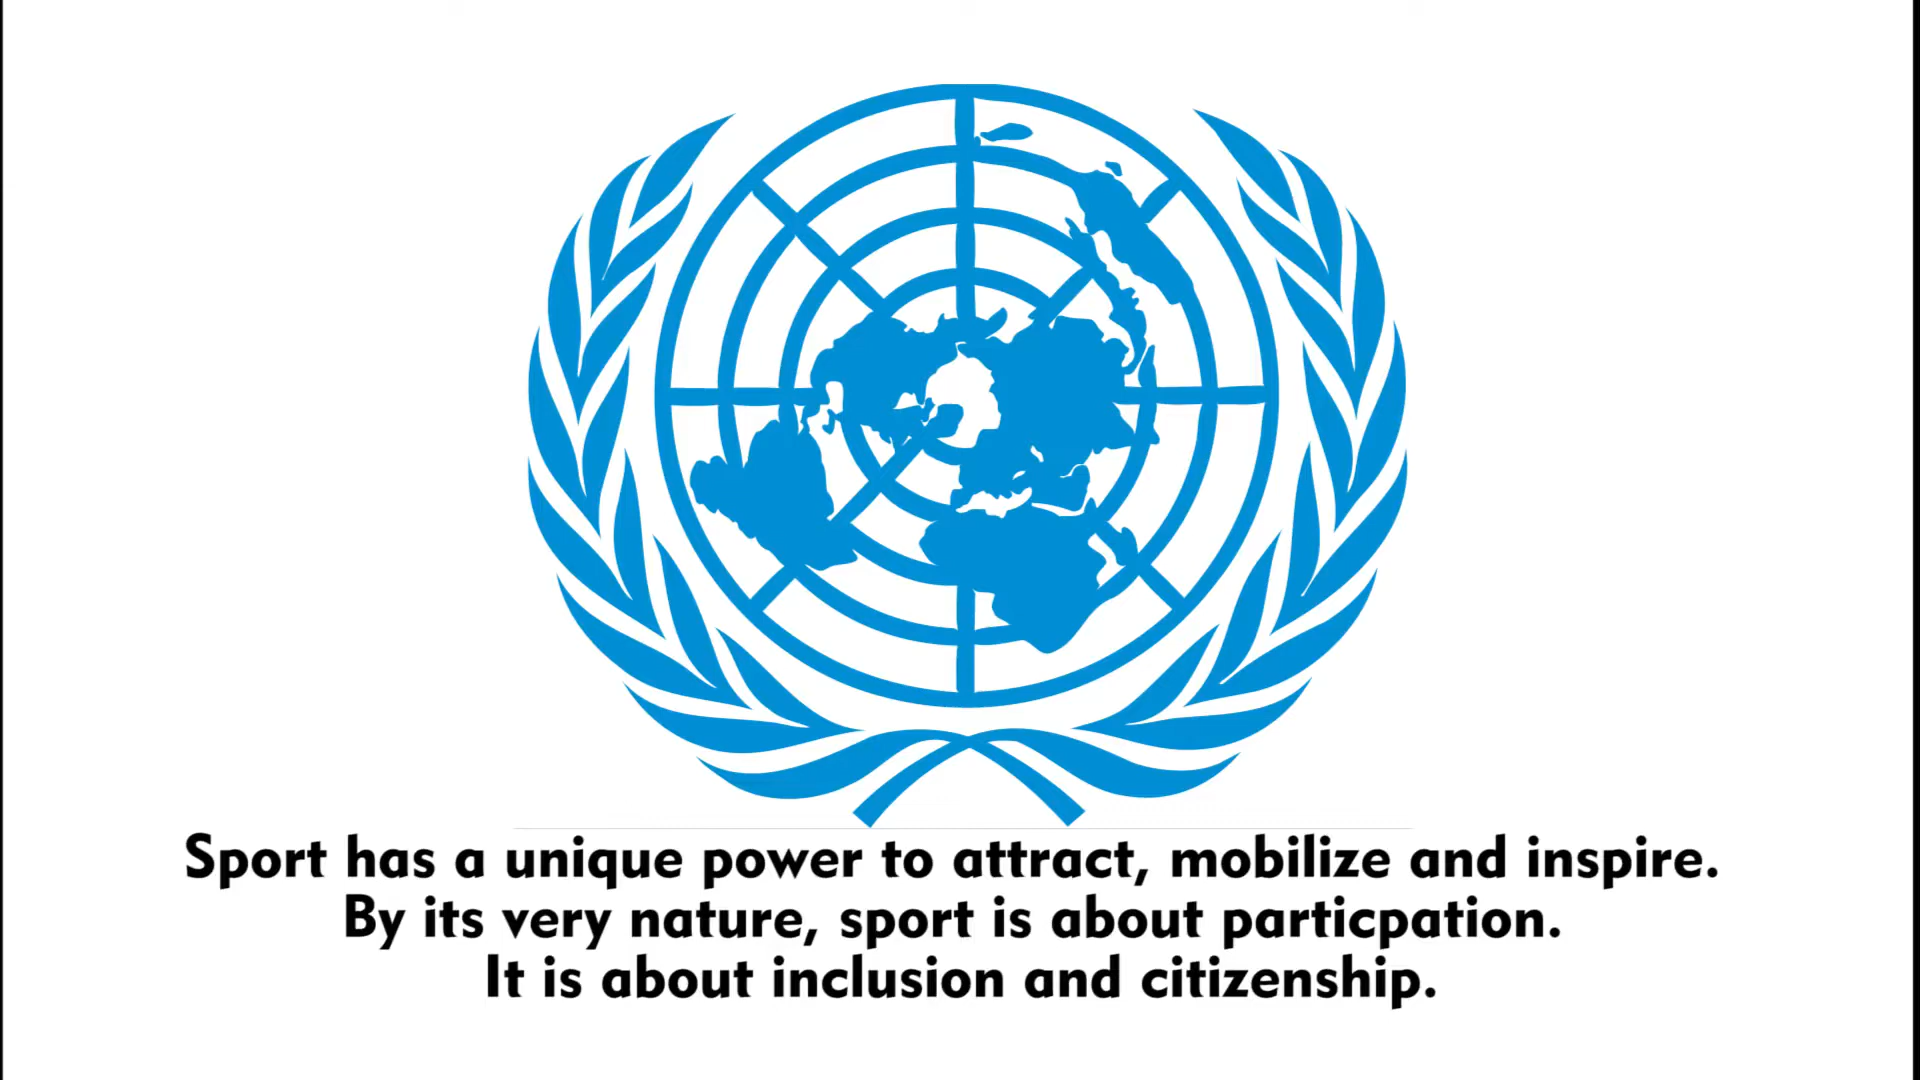 Sport has a unique power to attract, mobilize and inspire.
By its very nature, sport is about particpation.
It is about inclusion and citizenship.